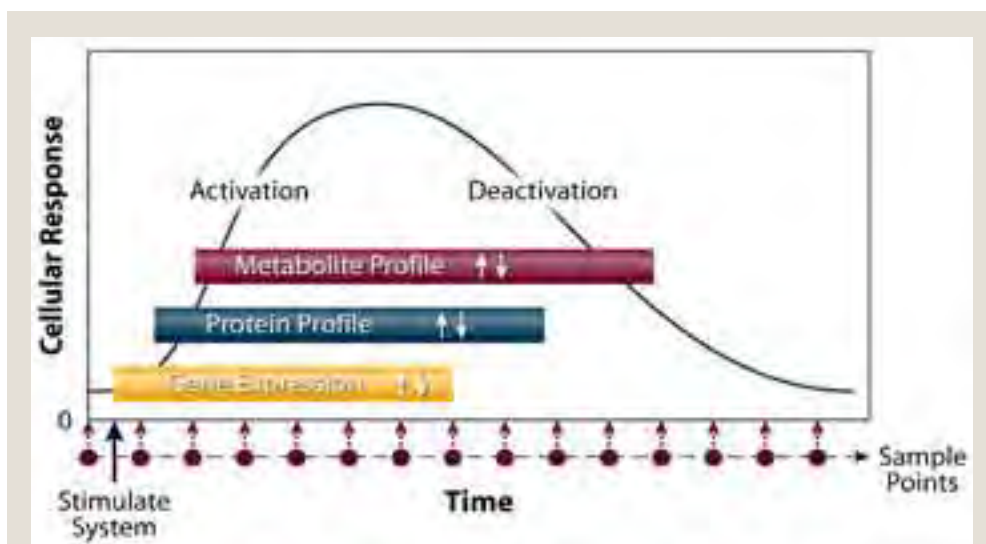 Cellular Response
Activation
Deactivation
Metabolite Profile
Protein Profile
Gene Expression
0
Stimulate
System
Time
Sample
Points